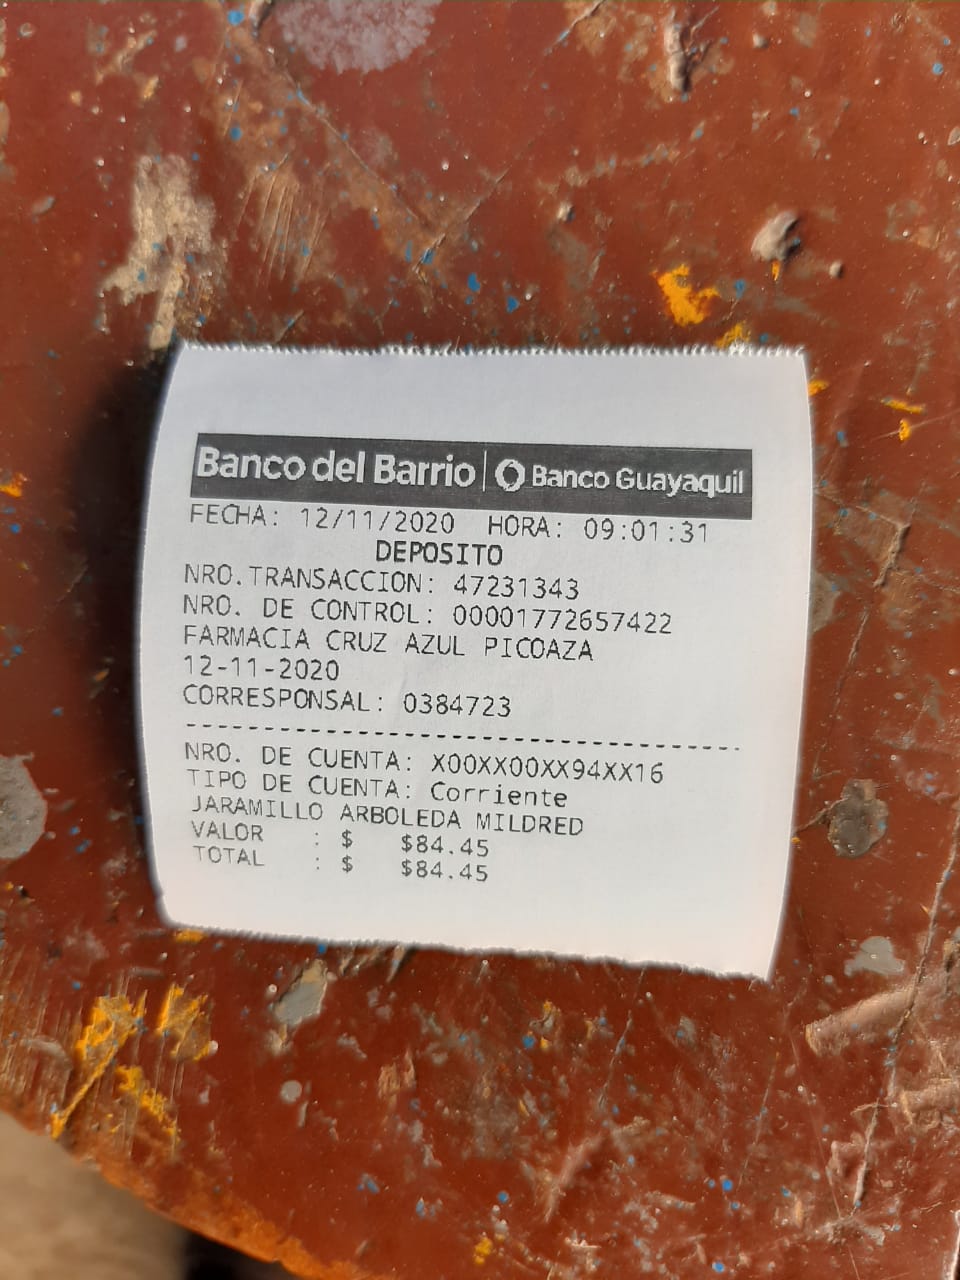 Banco del Barrio | Banco Guayaquil
FECHA: 12/11/2020 HORA: 09:01:31
DEPOSITO
NRO.TRANSACCION: 47231343
NRO. DE CONTROL: 00001772657422
FARMACIA CRUZ AZUL PICOAZA
12-11-2020
CORRESPONSAL: 0384723
NRO. DE CUENTA: X00XX00XX94XX16
TIPO DE CUENTA: Corriente
JARAMILLO ARBOLEDA MILDRED
VALOR : $ $84.45
TOTAL : $ $84.45